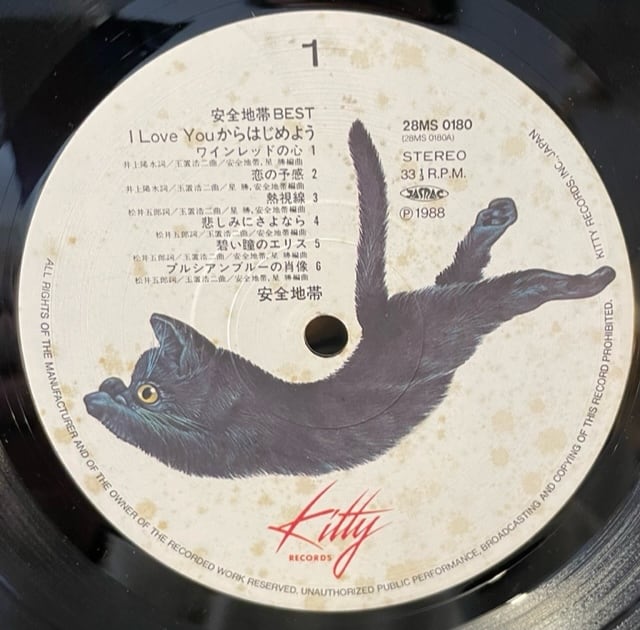 1
安全地帯BEST
I Love Youからはじめよう
ワインレッドの心 1
井上陽水詞/玉置浩二曲/安全地帯,星 勝編曲
恋の予感 2
井上陽水詞/玉置浩二曲/星 勝,安全地帯編曲
熱視線 3
松井五郎詞/玉置浩二曲/星 勝,安全地帯編曲
悲しみにさよなら 4
松井五郎詞/玉置浩二曲/安全地帯,星 勝編曲
碧い瞳のエリス 5
松井五郎詞/玉置浩二曲/安全地帯,星 勝編曲
プルシアンブルーの肖像 6
松井五郎詞/玉置浩二曲/安全地帯,星 勝編曲
安全地帯
28MS 0180
(28MS 0180A)
STEREO
33 1/3 R.P.M.
JASRAC
Ⓟ1988
Kitty
RECORDS
ALL RIGHTS OF THE MANUFACTURER AND OF THE OWNER OF THE RECORDED WORK RESERVED. UNAUTHORIZED PUBLIC PERFORMANCE, BROADCASTING AND COPYING OF THIS RECORD PROHIBITED.
KITTY RECORDS, INC. JAPAN